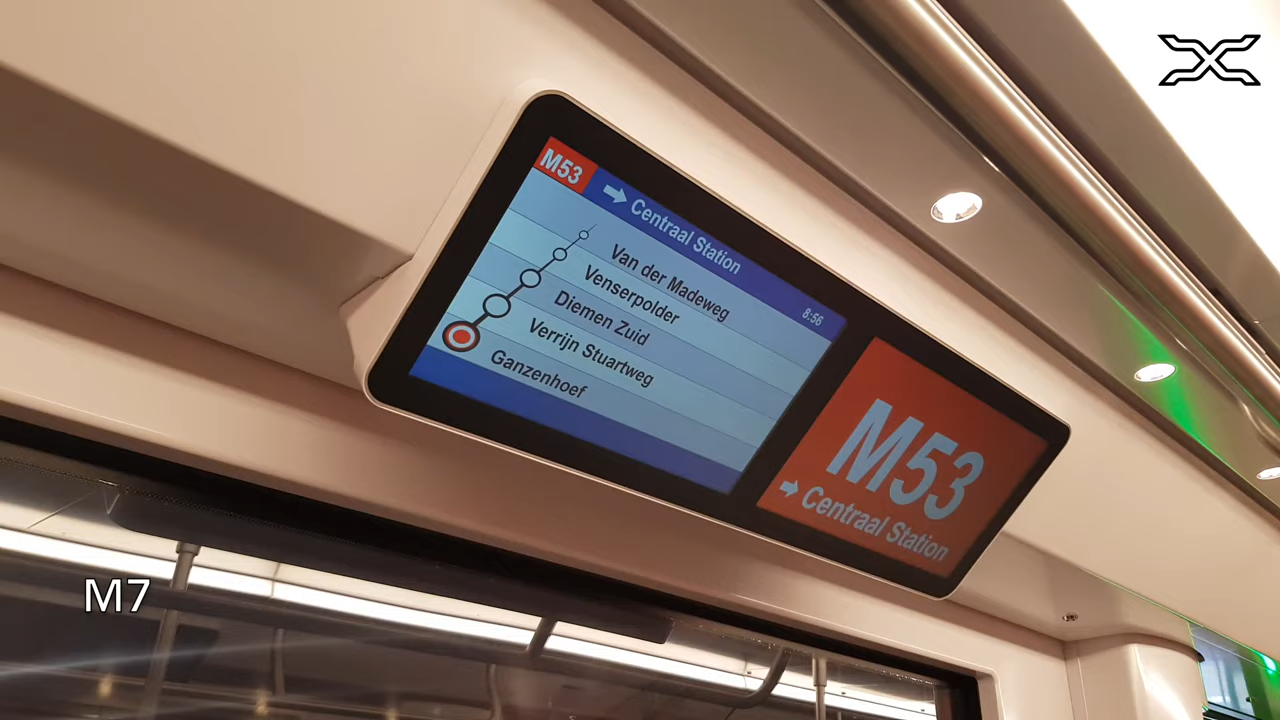 M53
Centraal Station
8:56
Van der Madeweg
Venserpolder
Diemen Zuid
Verrijn Stuartweg
Ganzenhoef
M53
Centraal Station
M7